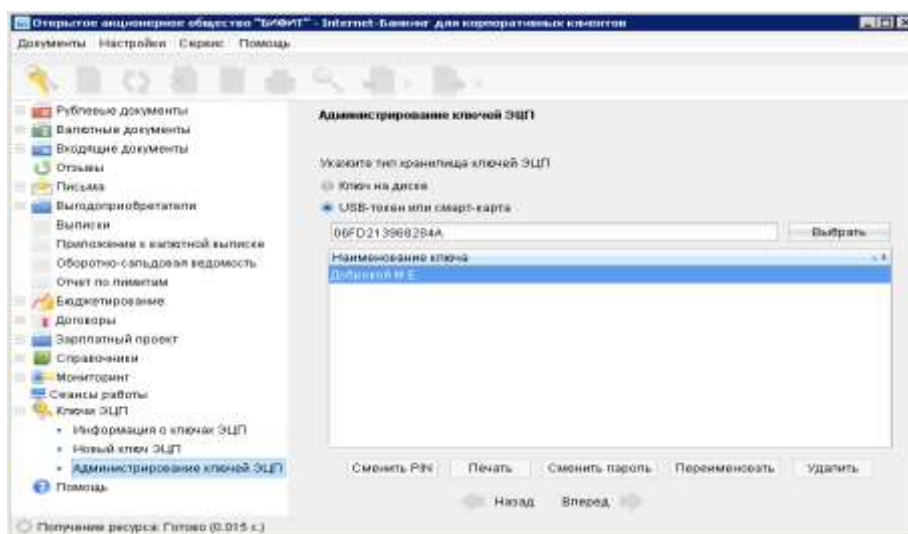 Открытое акционерное общество "БИФИТ" - Internet-Банкинг для корпоративных клиентов
Документы Настройки Сервис Помощь
Рублевые документы
Валютные документы
Входящие документы
Отзывы
Письма
Выгодоприобретатели
Выписки
Приложение к валютной выписке
Оборотно-сальдовая ведомость
Отчет по лимитам
Бюджетирование
Договоры
Зарплатный проект
Справочники
Мониторинг
Сеансы работы
Ключи ЭЦП
Информация о ключах ЭЦП
Новый ключ ЭЦП
Администрирование ключей ЭЦП
Помощь
Администрирование ключей ЭЦП
Укажите тип хранилища ключей ЭЦП
Ключ на диске
USB-токен или смарт-карта
06FD213968284A Выбрать
Наименование ключа
М.Е.
Сменить PIN Печать Сменить пароль Переименовать Удалить
Назад Вперед
Получение ресурса: Готово (0.015 с.)